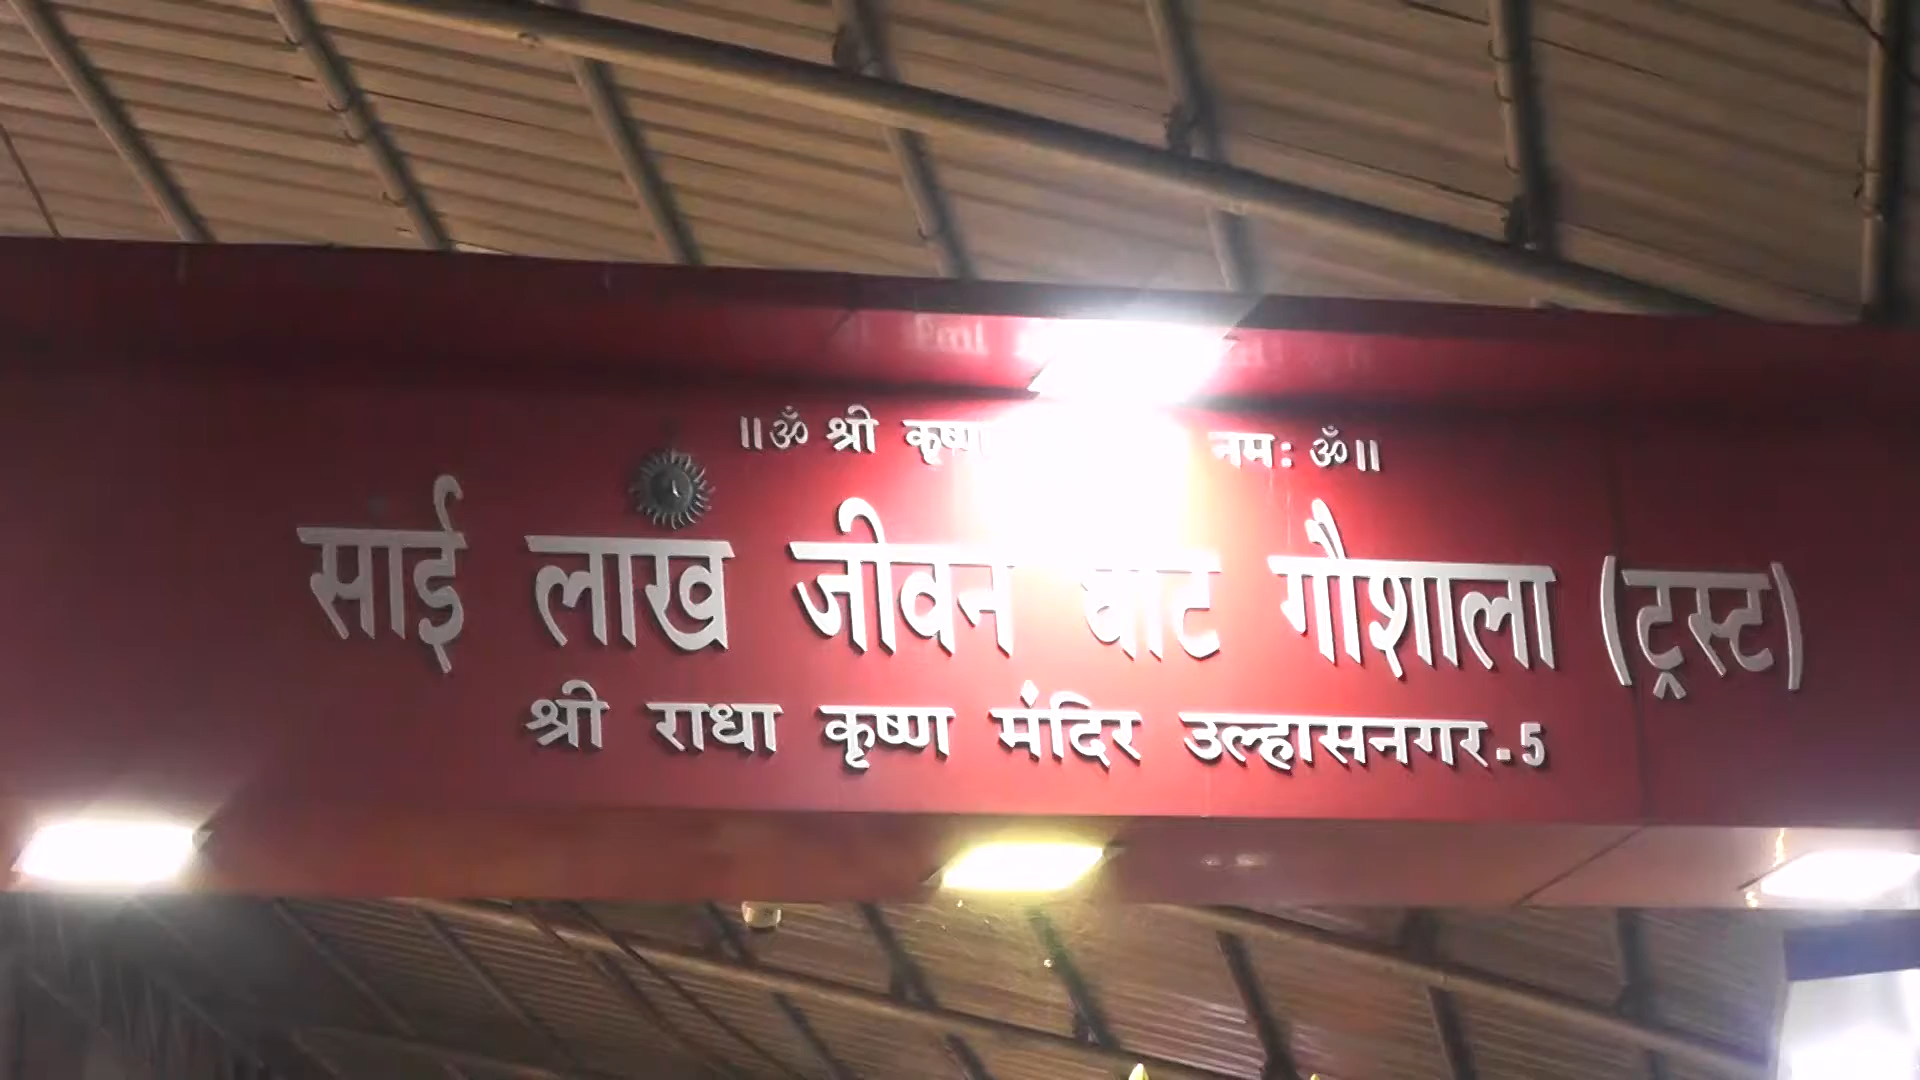 ॥ॐ श्री कृष्ण नमः ॐ॥
साई लाख जीवन घोट गौशाला (ट्रस्ट)
श्री राधा कृष्ण मंदिर उल्हासनगर.5